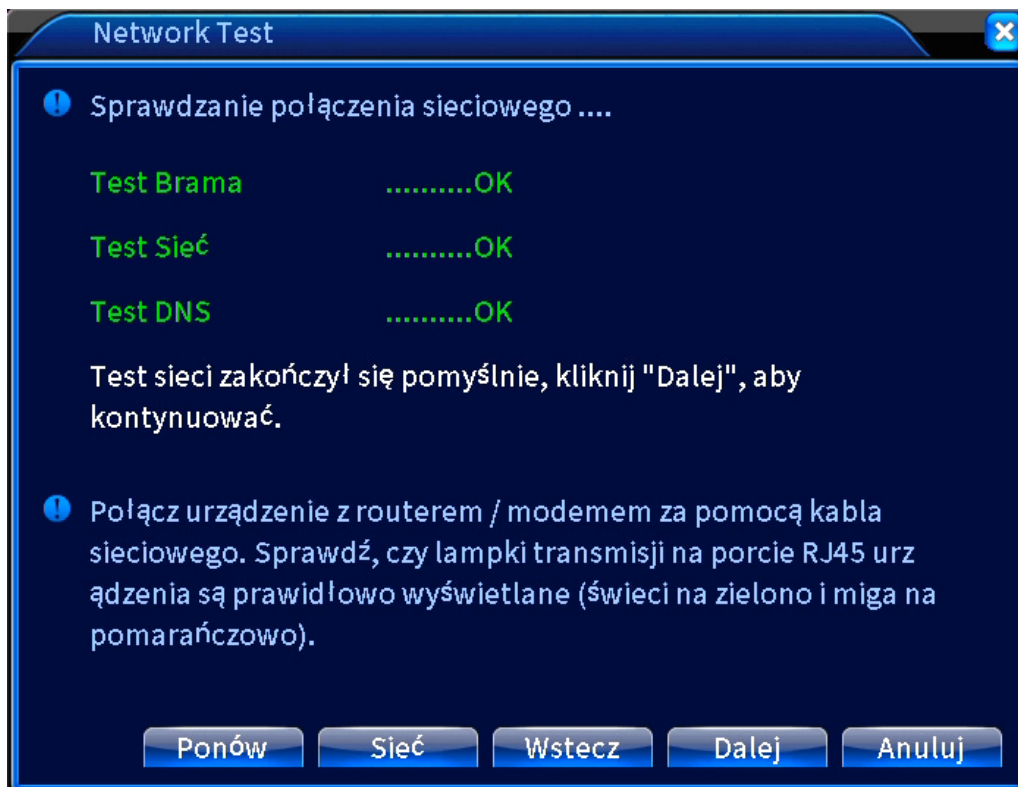 Network Test
Sprawdzanie połączenia sieciowego ....
Test Brama ..........OK
Test Sieć ..........OK
Test DNS ..........OK
Test sieci zakończył się pomyślnie, kliknij "Dalej", aby
kontynuować.
Połącz urządzenie z routerem / modemem za pomocą kabla
sieciowego. Sprawdź, czy lampki transmisji na porcie RJ45 urz
ądzenia są prawidłowo wyświetlane (świeci na zielono i miga na
pomarańczowo).
Ponów Sieć Wstecz Dalej Anuluj